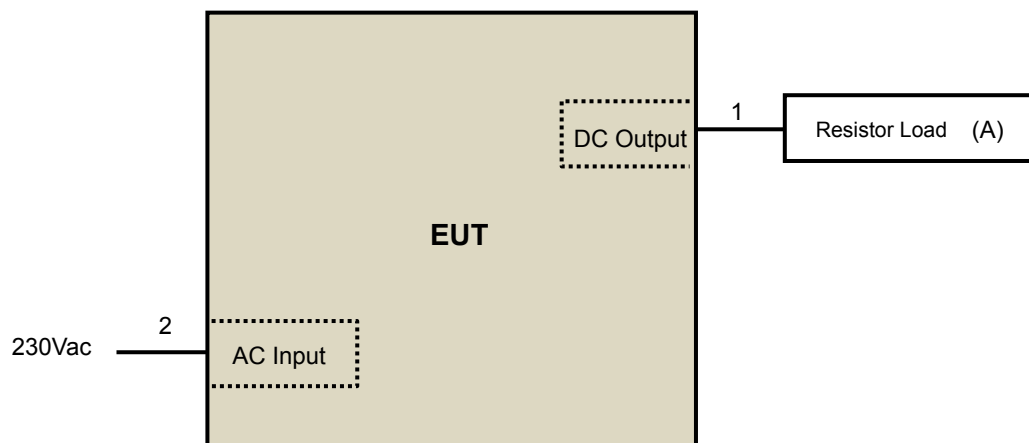 1
Resistor Load (A)
DC Output
EUT
2
230Vac
AC Input